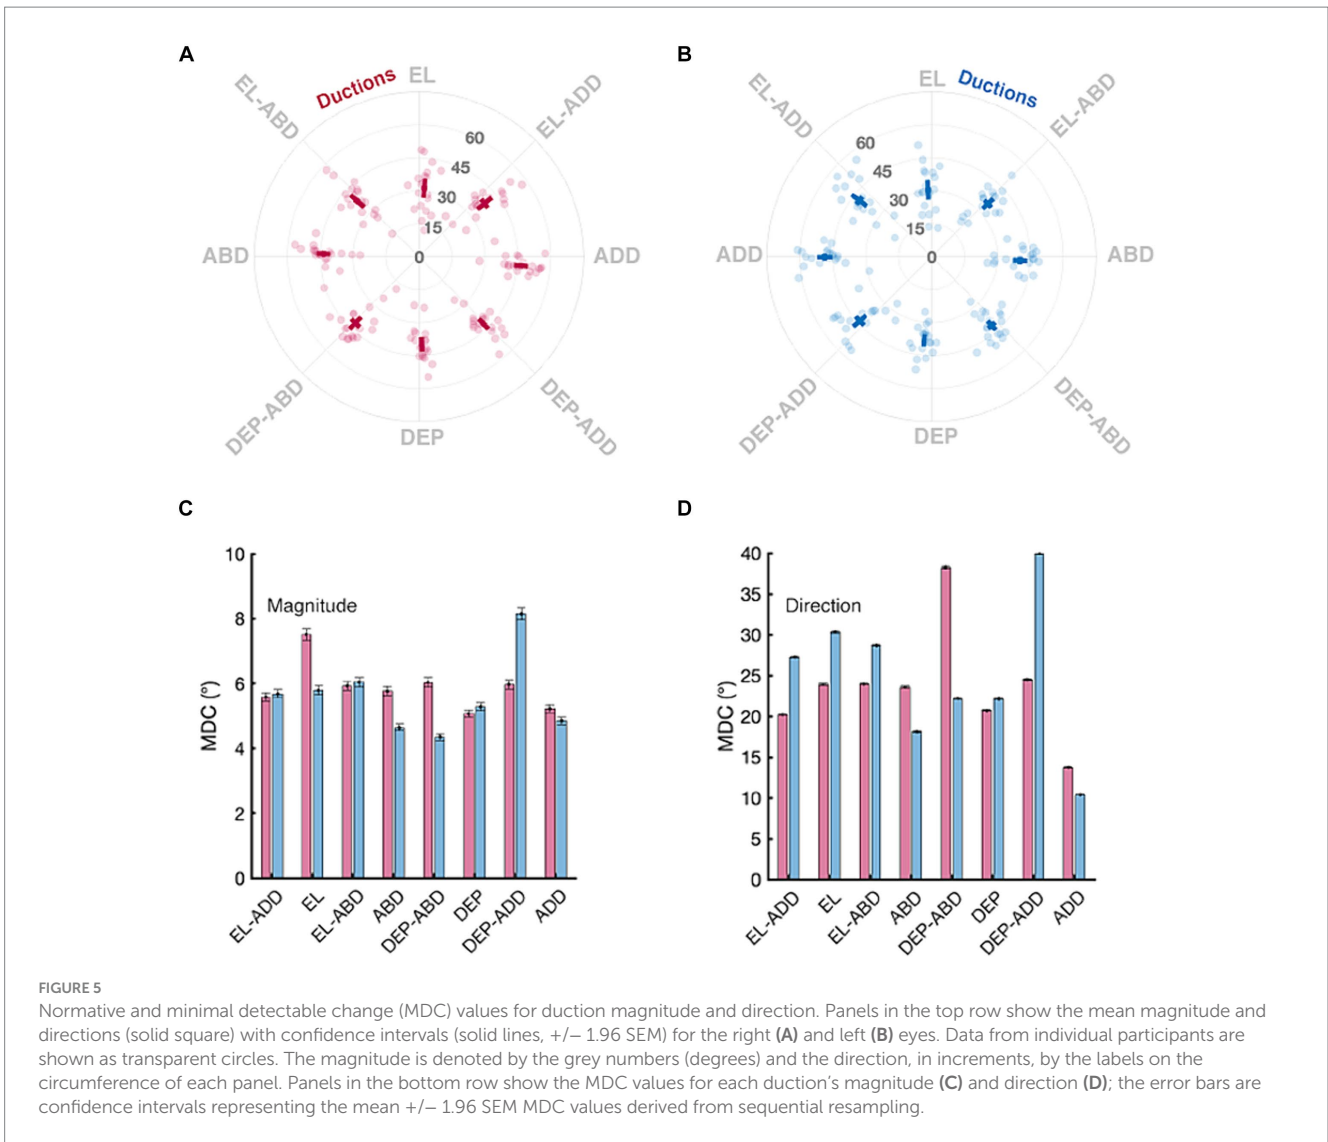 A
Ductions
EL
EL-ABD
EL-ADD
60
45
30
15
0
ABD
ADD
DEP-ABD
DEP
DEP-ADD
B
EL
Ductions
EL-ADD
EL-ABD
60
45
30
15
0
ADD
ABD
DEP-ADD
DEP
DEP-ABD
C
Magnitude
MDC (°)
10
8
6
4
2
0
EL-ADD
EL
EL-ABD
ABD
DEP-ABD
DEP
DEP-ADD
ADD
D
Direction
MDC (°)
40
35
30
25
20
15
10
5
0
EL-ADD
EL
EL-ABD
ABD
DEP-ABD
DEP
DEP-ADD
ADD
FIGURE 5
Normative and minimal detectable change (MDC) values for duction magnitude and direction. Panels in the top row show the mean magnitude and
directions (solid square) with confidence intervals (solid lines, +/− 1.96 SEM) for the right (A) and left (B) eyes. Data from individual participants are
shown as transparent circles. The magnitude is denoted by the grey numbers (degrees) and the direction, in increments, by the labels on the
circumference of each panel. Panels in the bottom row show the MDC values for each duction’s magnitude (C) and direction (D); the error bars are
confidence intervals representing the mean +/− 1.96 SEM MDC values derived from sequential resampling.